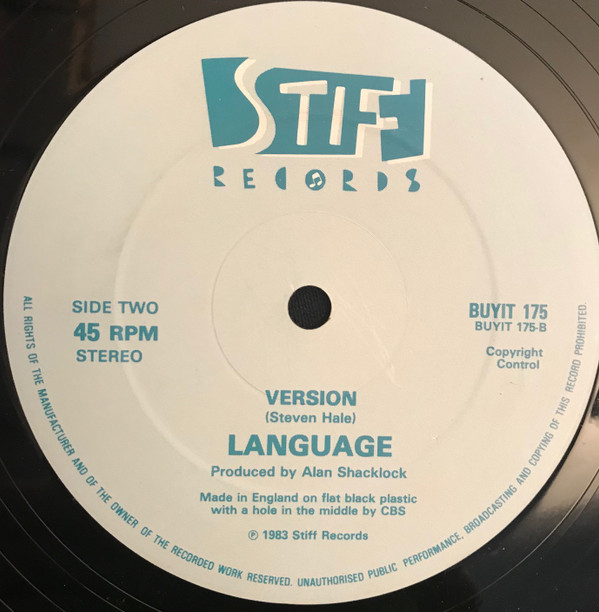 STIFF
RECORDS
SIDE TWO
45 RPM
STEREO
BUYIT 175
BUYIT 175-B
Copyright
Control
VERSION
(Steven Hale)
LANGUAGE
Produced by Alan Shacklock
Made in England on flat black plastic
with a hole in the middle by CBS
℗ 1983 Stiff Records
ALL RIGHTS OF THE MANUFACTURER AND OF THE OWNER OF THE RECORDED WORK RESERVED. UNAUTHORISED PUBLIC PERFORMANCE, BROADCASTING AND COPYING OF THIS RECORD PROHIBITED.